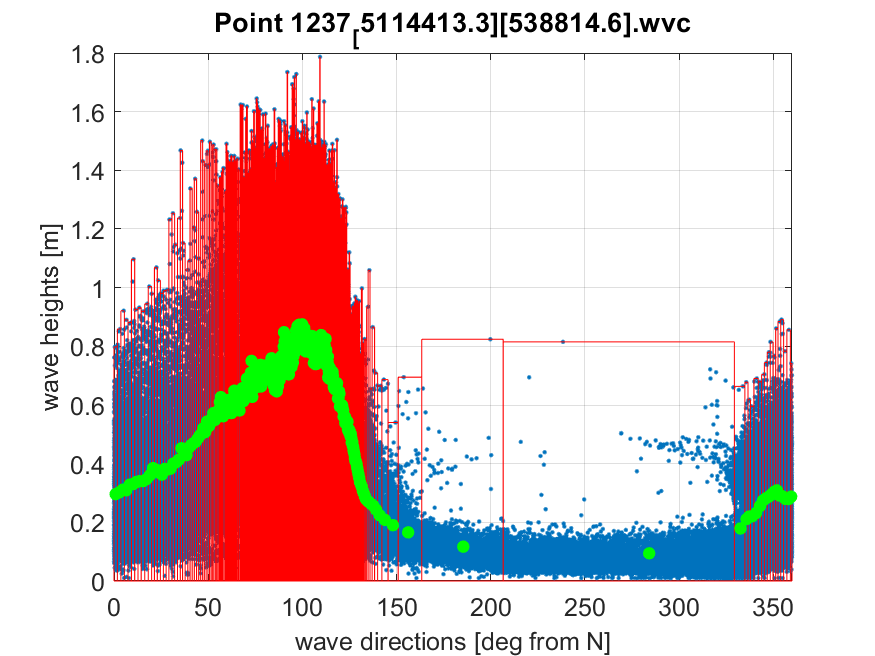 Point 1237[5114413.3][538814.6].wvc
1.8
1.6
1.4
1.2
1
0.8
0.6
0.4
0.2
0
wave heights [m]
0 50 100 150 200 250 300 350
wave directions [deg from N]